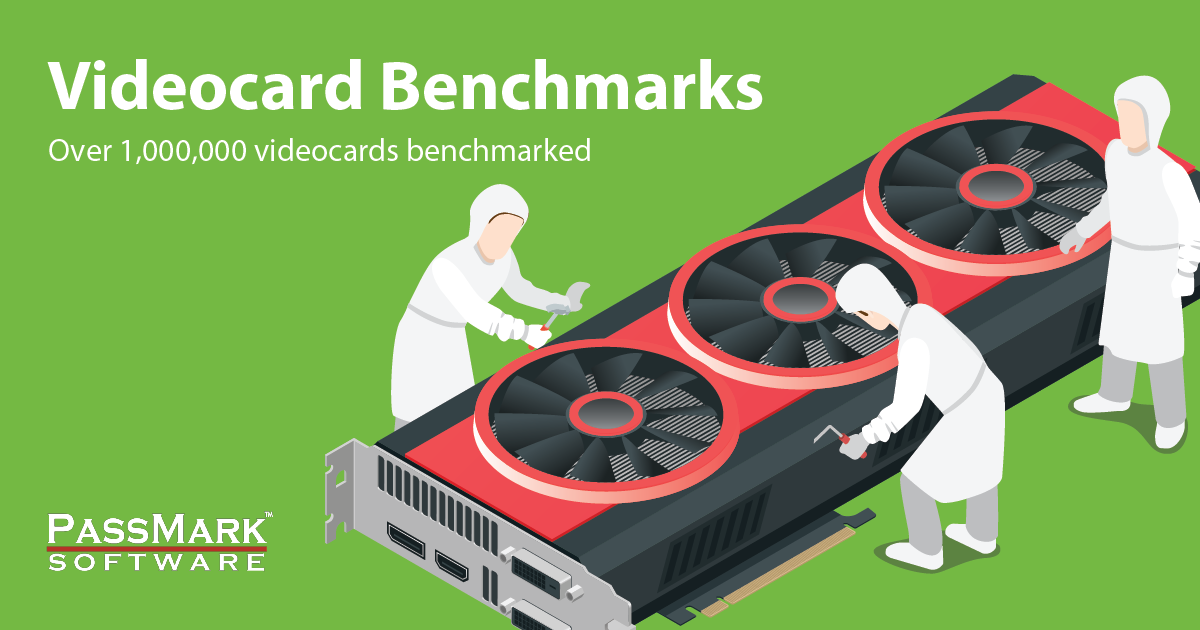 Videocard Benchmarks
Over 1,000,000 videocards benchmarked
PASSMARK™
SOFTWARE